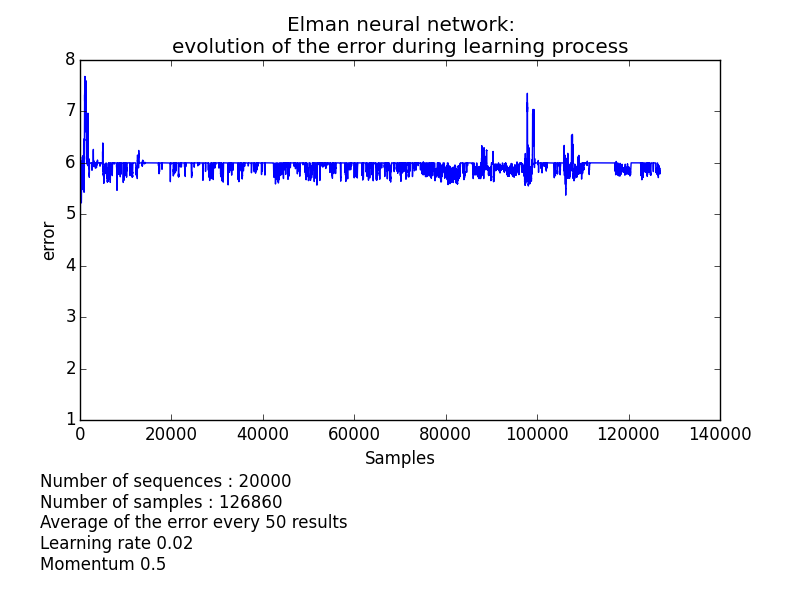 Elman neural network:
evolution of the error during learning process
8
7
6
5
4
3
2
1
error
0 20000 40000 60000 80000 100000 120000 140000
Samples
Number of sequences : 20000
Number of samples : 126860
Average of the error every 50 results
Learning rate 0.02
Momentum 0.5